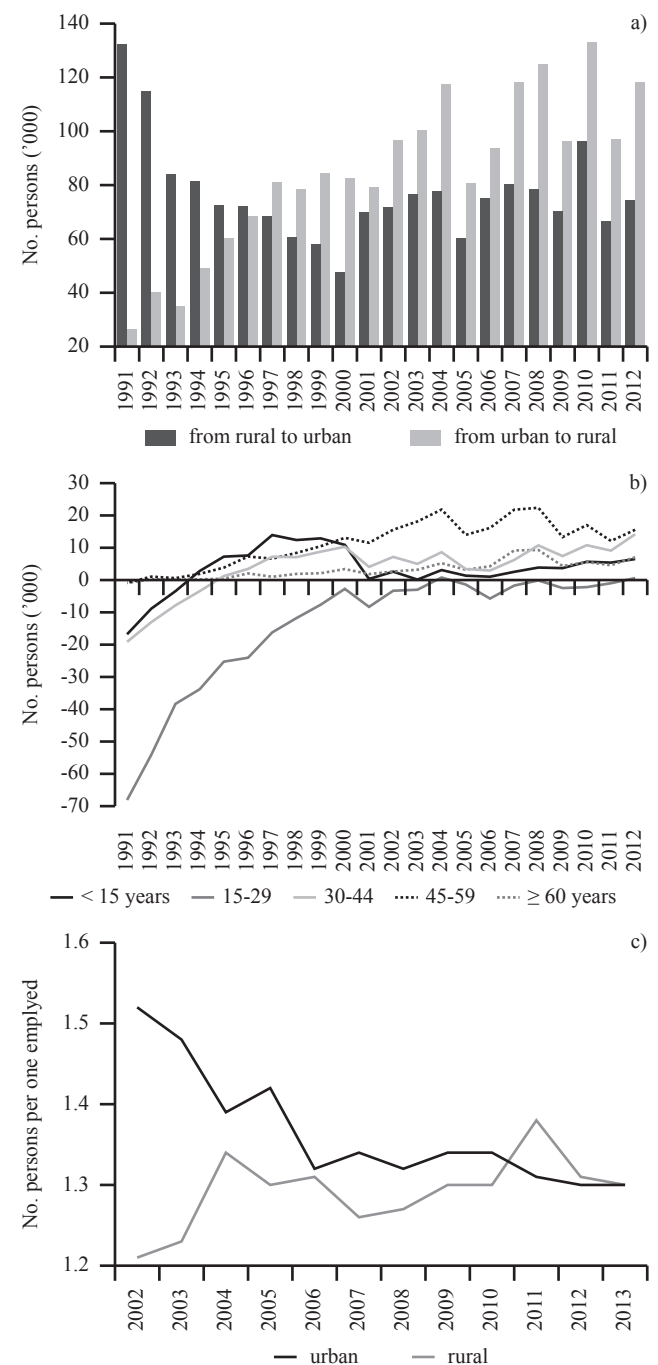 a)
No. persons ('000)
140
120
100
80
60
40
20
1991 1992 1993 1994 1995 1996 1997 1998 1999 2000 2001 2002 2003 2004 2005 2006 2007 2008 2009 2010 2011 2012
from rural to urban from urban to rural
b)
No. persons ('000)
30
20
10
0
-10
-20
-30
-40
-50
-60
-70
1991 1992 1993 1994 1995 1996 1997 1998 1999 2000 2001 2002 2003 2004 2005 2006 2007 2008 2009 2010 2011 2012
< 15 years 15-29 30-44 45-59 ≥ 60 years
c)
No. persons per one emplyed
1.6
1.5
1.4
1.3
1.2
2002 2003 2004 2005 2006 2007 2008 2009 2010 2011 2012 2013
urban rural